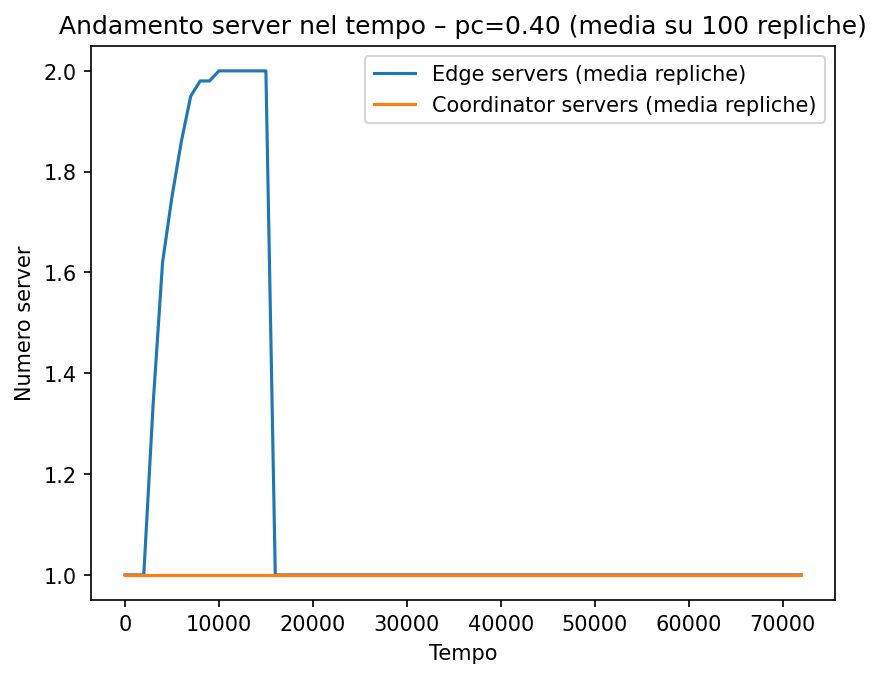 Andamento server nel tempo – pc=0.40 (media su 100 repliche)
Edge servers (media repliche)
Coordinator servers (media repliche)
Numero server
2.0
1.8
1.6
1.4
1.2
1.0
0 10000 20000 30000 40000 50000 60000 70000
Tempo